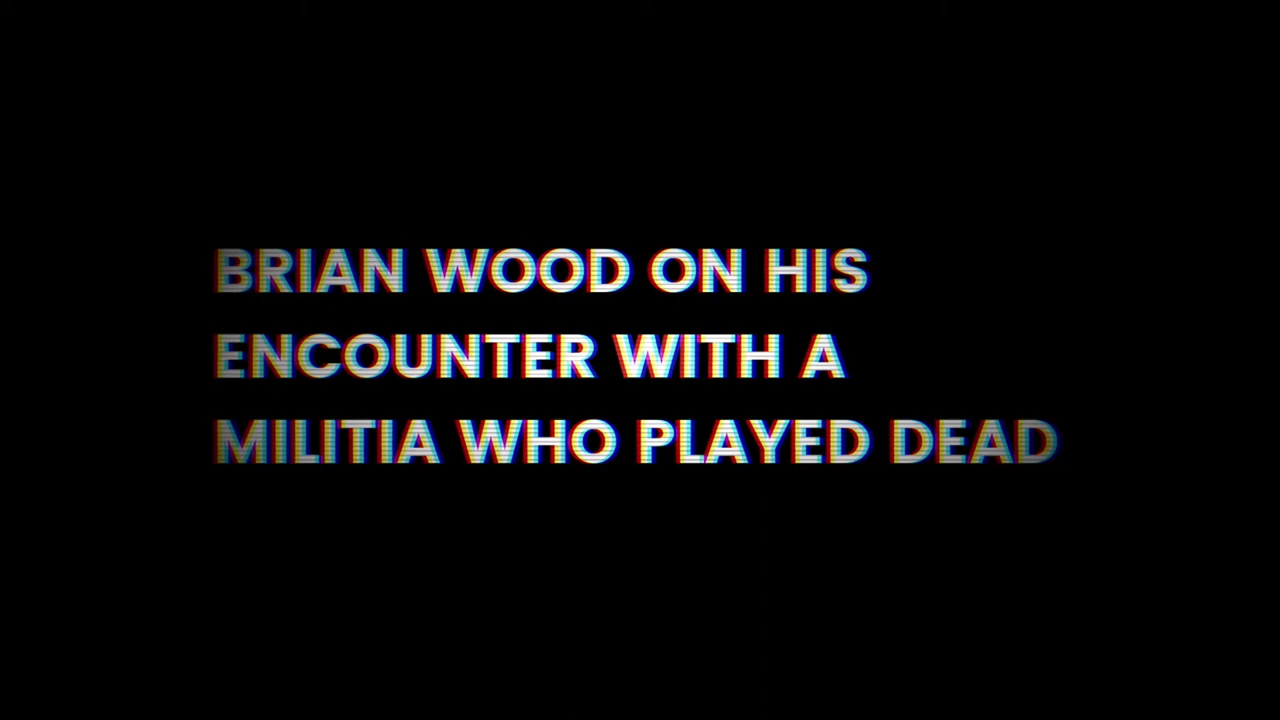 BRIAN WOOD ON HIS
ENCOUNTER WITH A
MILITIA WHO PLAYED DEAD